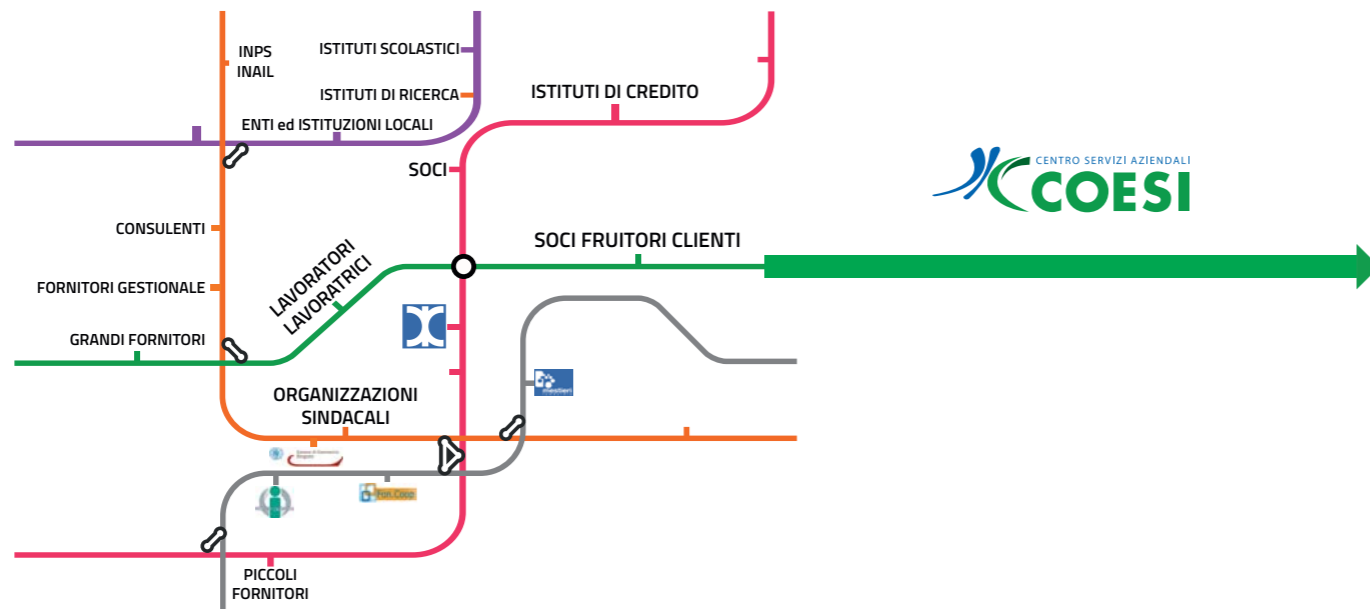 INPS
INAIL
ISTITUTI SCOLASTICI
ISTITUTI DI RICERCA
ENTI ed ISTITUZIONI LOCALI
ISTITUTI DI CREDITO
SOCI
CENTRO SERVIZI AZIENDALI
COESI
CONSULENTI
SOCI FRUITORI CLIENTI
LAVORATORI
LAVORATRICI
FORNITORI GESTIONALE
GRANDI FORNITORI
mestieri
ORGANIZZAZIONI
SINDACALI
Fon.Coop
PICCOLI
FORNITORI